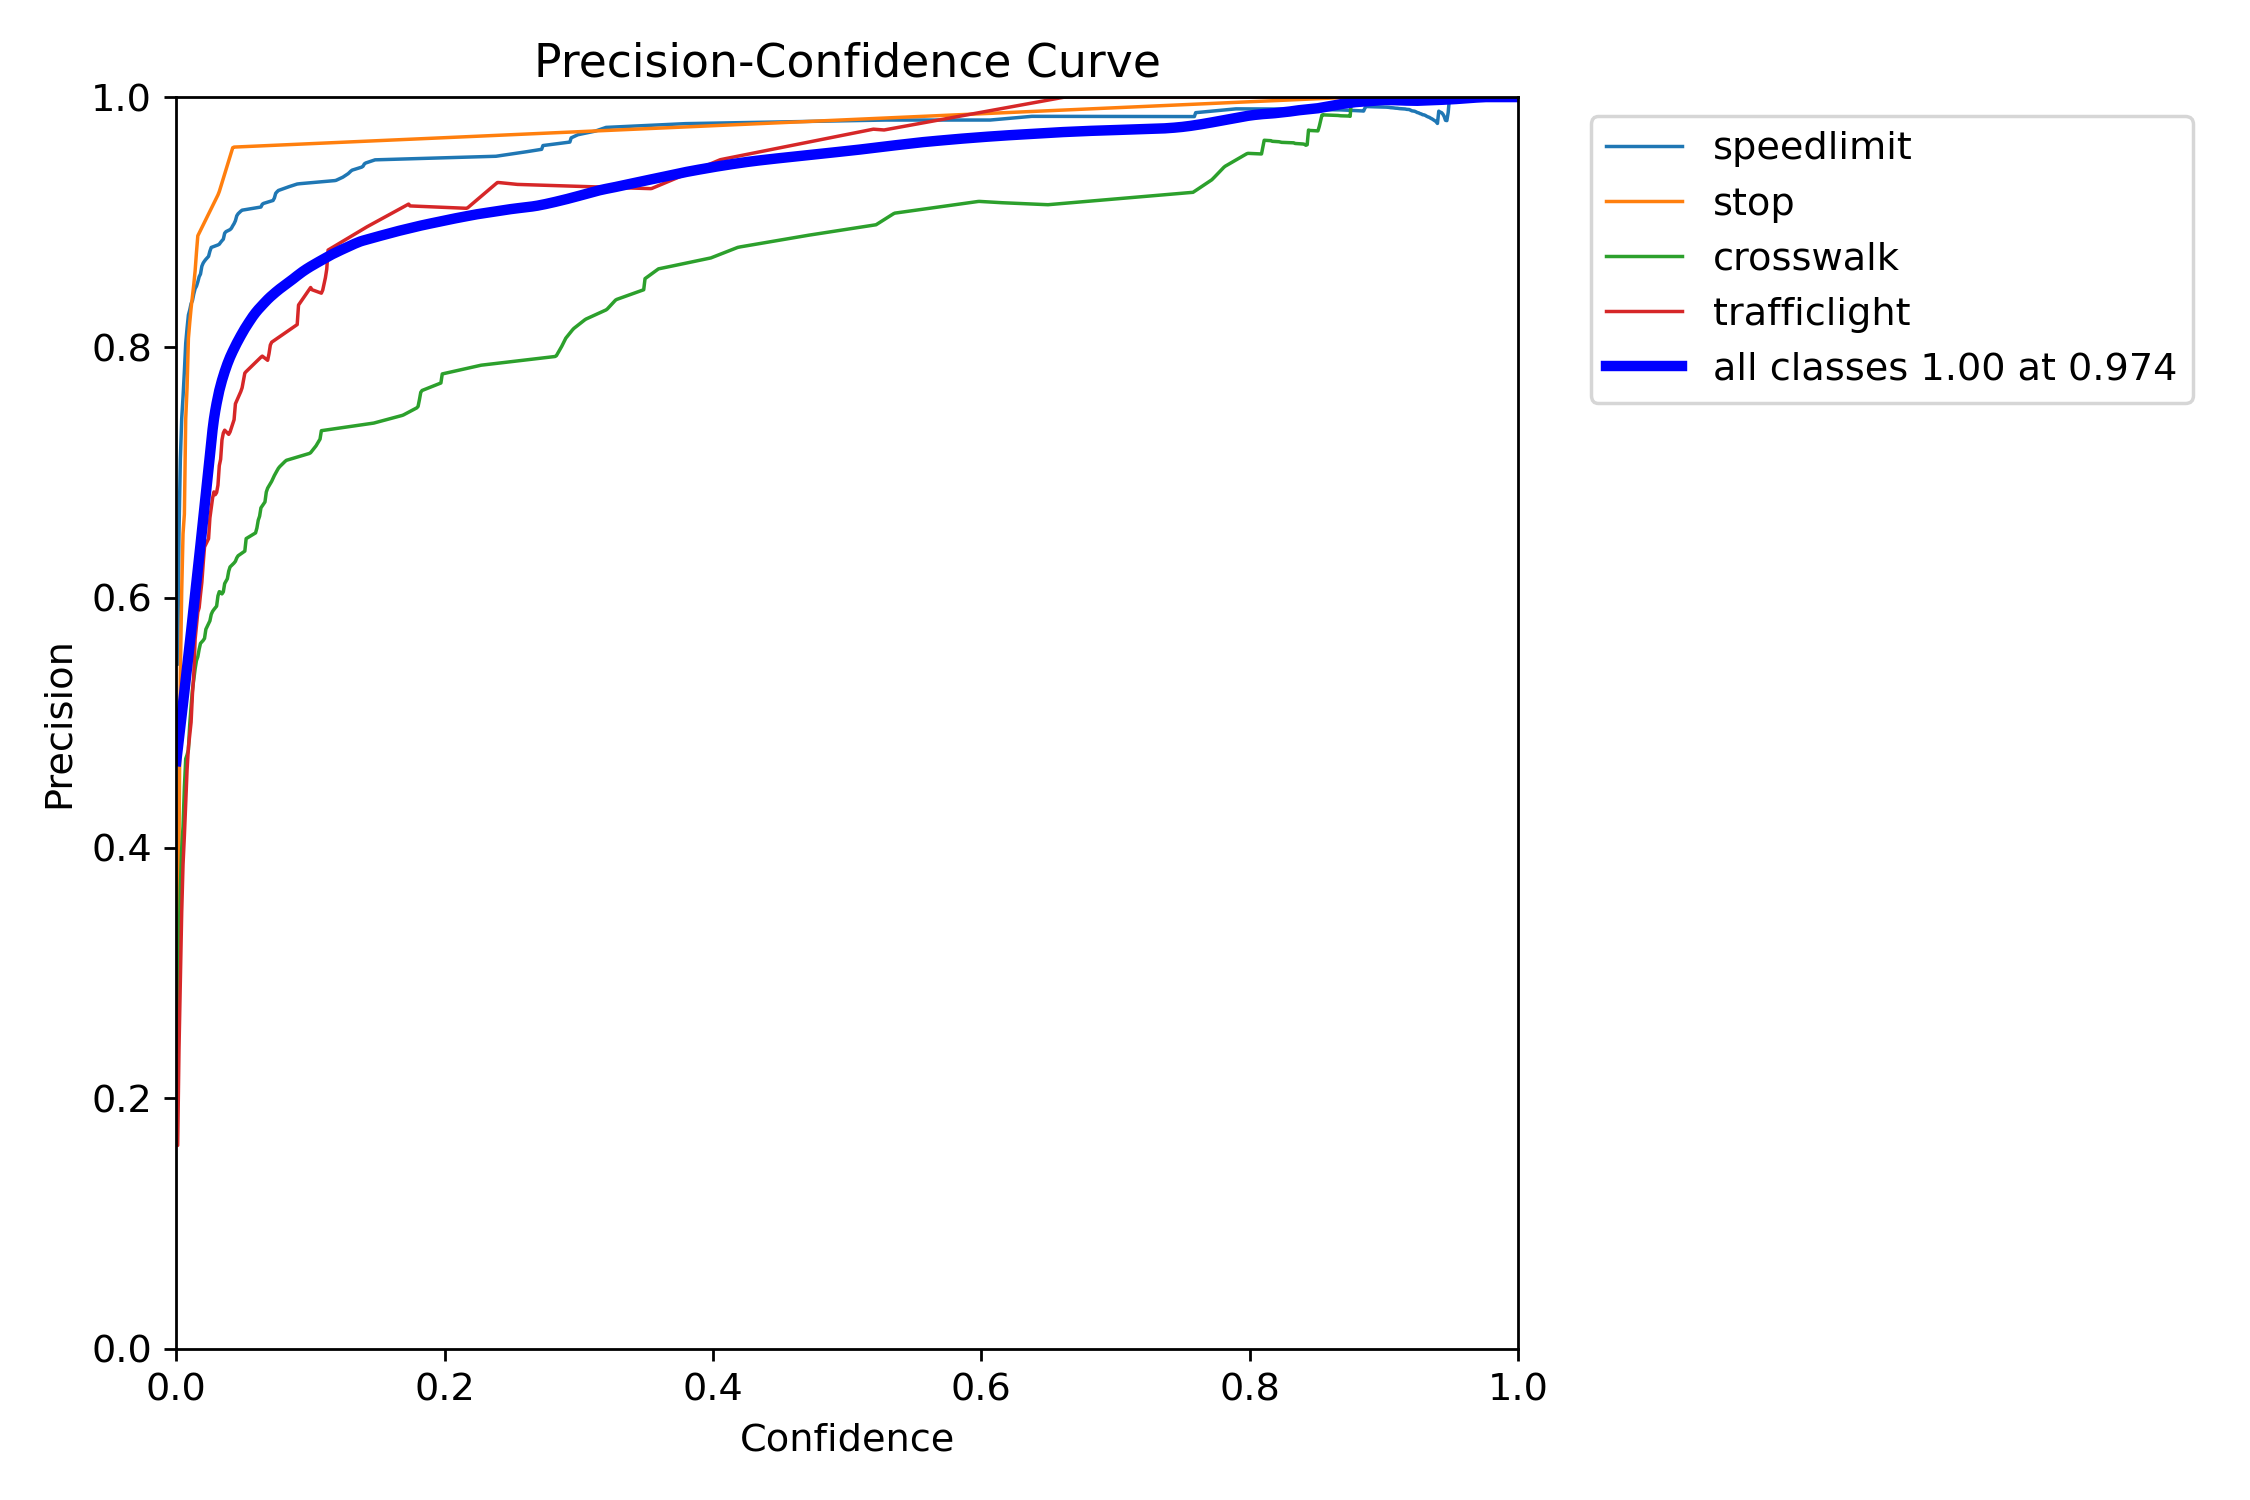 Precision-Confidence Curve
1.0
0.8
0.6
0.4
0.2
0.0
Precision
0.0 0.2 0.4 0.6 0.8 1.0
Confidence
speedlimit
stop
crosswalk
trafficlight
all classes 1.00 at 0.974